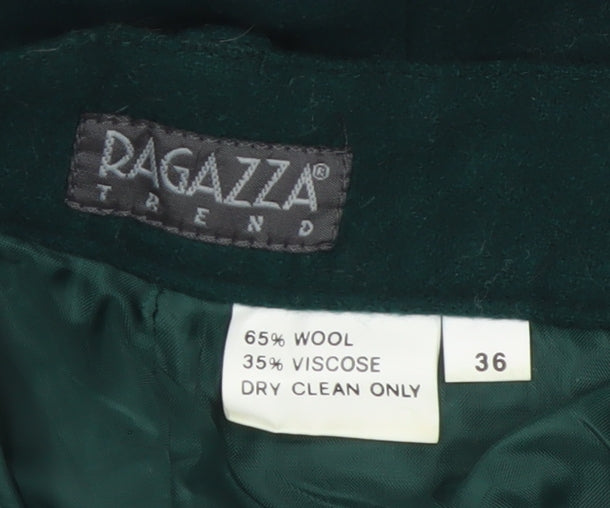 RAGAZZA®
TREND
65% WOOL
35% VISCOSE
DRY CLEAN ONLY
36